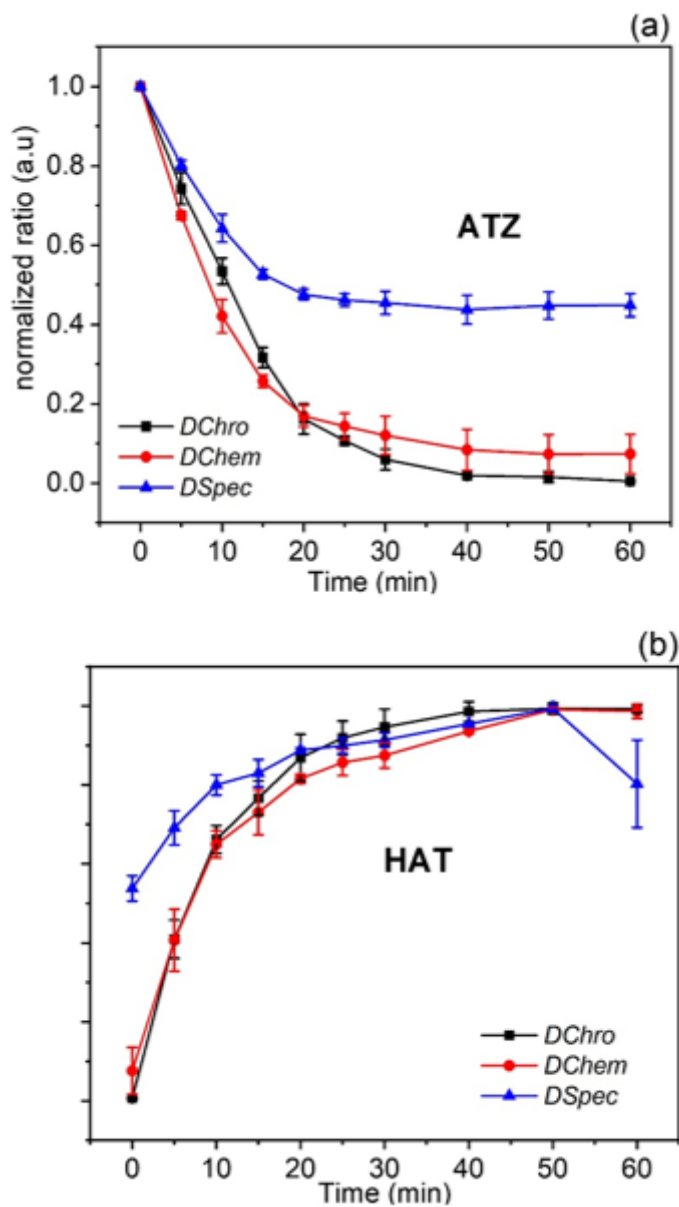 (a)
1.0
0.8
0.6
0.4
0.2
0.0
normalized ratio (a.u)
ATZ
DChro
DChem
DSpec
0 10 20 30 40 50 60
Time (min)
(b)
HAT
DChro
DChem
DSpec
0 10 20 30 40 50 60
Time (min)